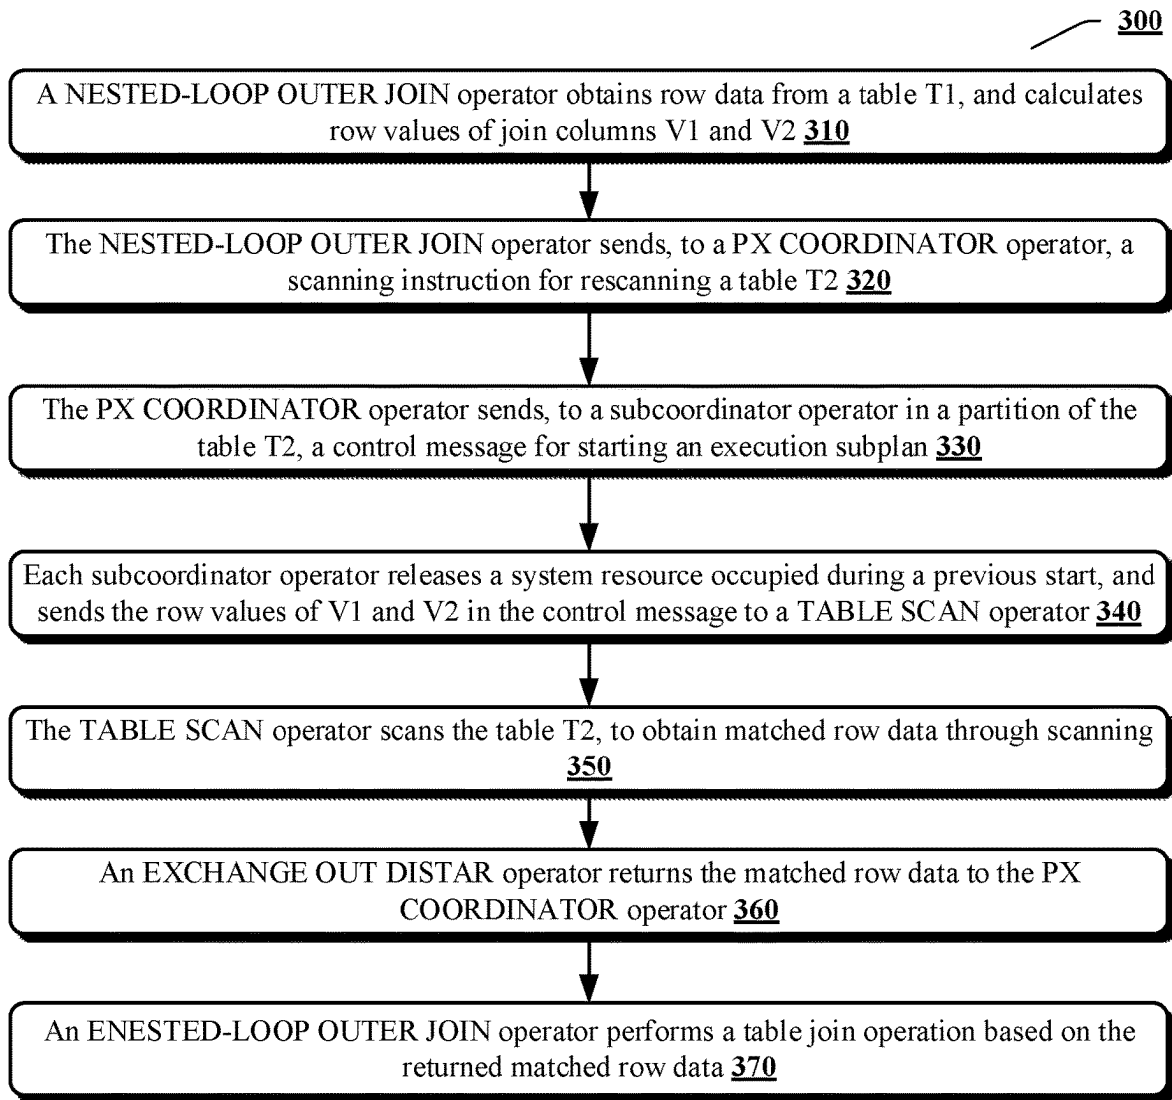 300
A NESTED-LOOP OUTER JOIN operator obtains row data from a table T1, and calculates
row values of join columns V1 and V2 310
The NESTED-LOOP OUTER JOIN operator sends, to a PX COORDINATOR operator, a
scanning instruction for rescanning a table T2 320
The PX COORDINATOR operator sends, to a subcoordinator operator in a partition of the
table T2, a control message for starting an execution subplan 330
Each subcoordinator operator releases a system resource occupied during a previous start, and
sends the row values of V1 and V2 in the control message to a TABLE SCAN operator 340
The TABLE SCAN operator scans the table T2, to obtain matched row data through scanning
350
An EXCHANGE OUT DISTAR operator returns the matched row data to the PX
COORDINATOR operator 360
An ENESTED-LOOP OUTER JOIN operator performs a table join operation based on the
returned matched row data 370